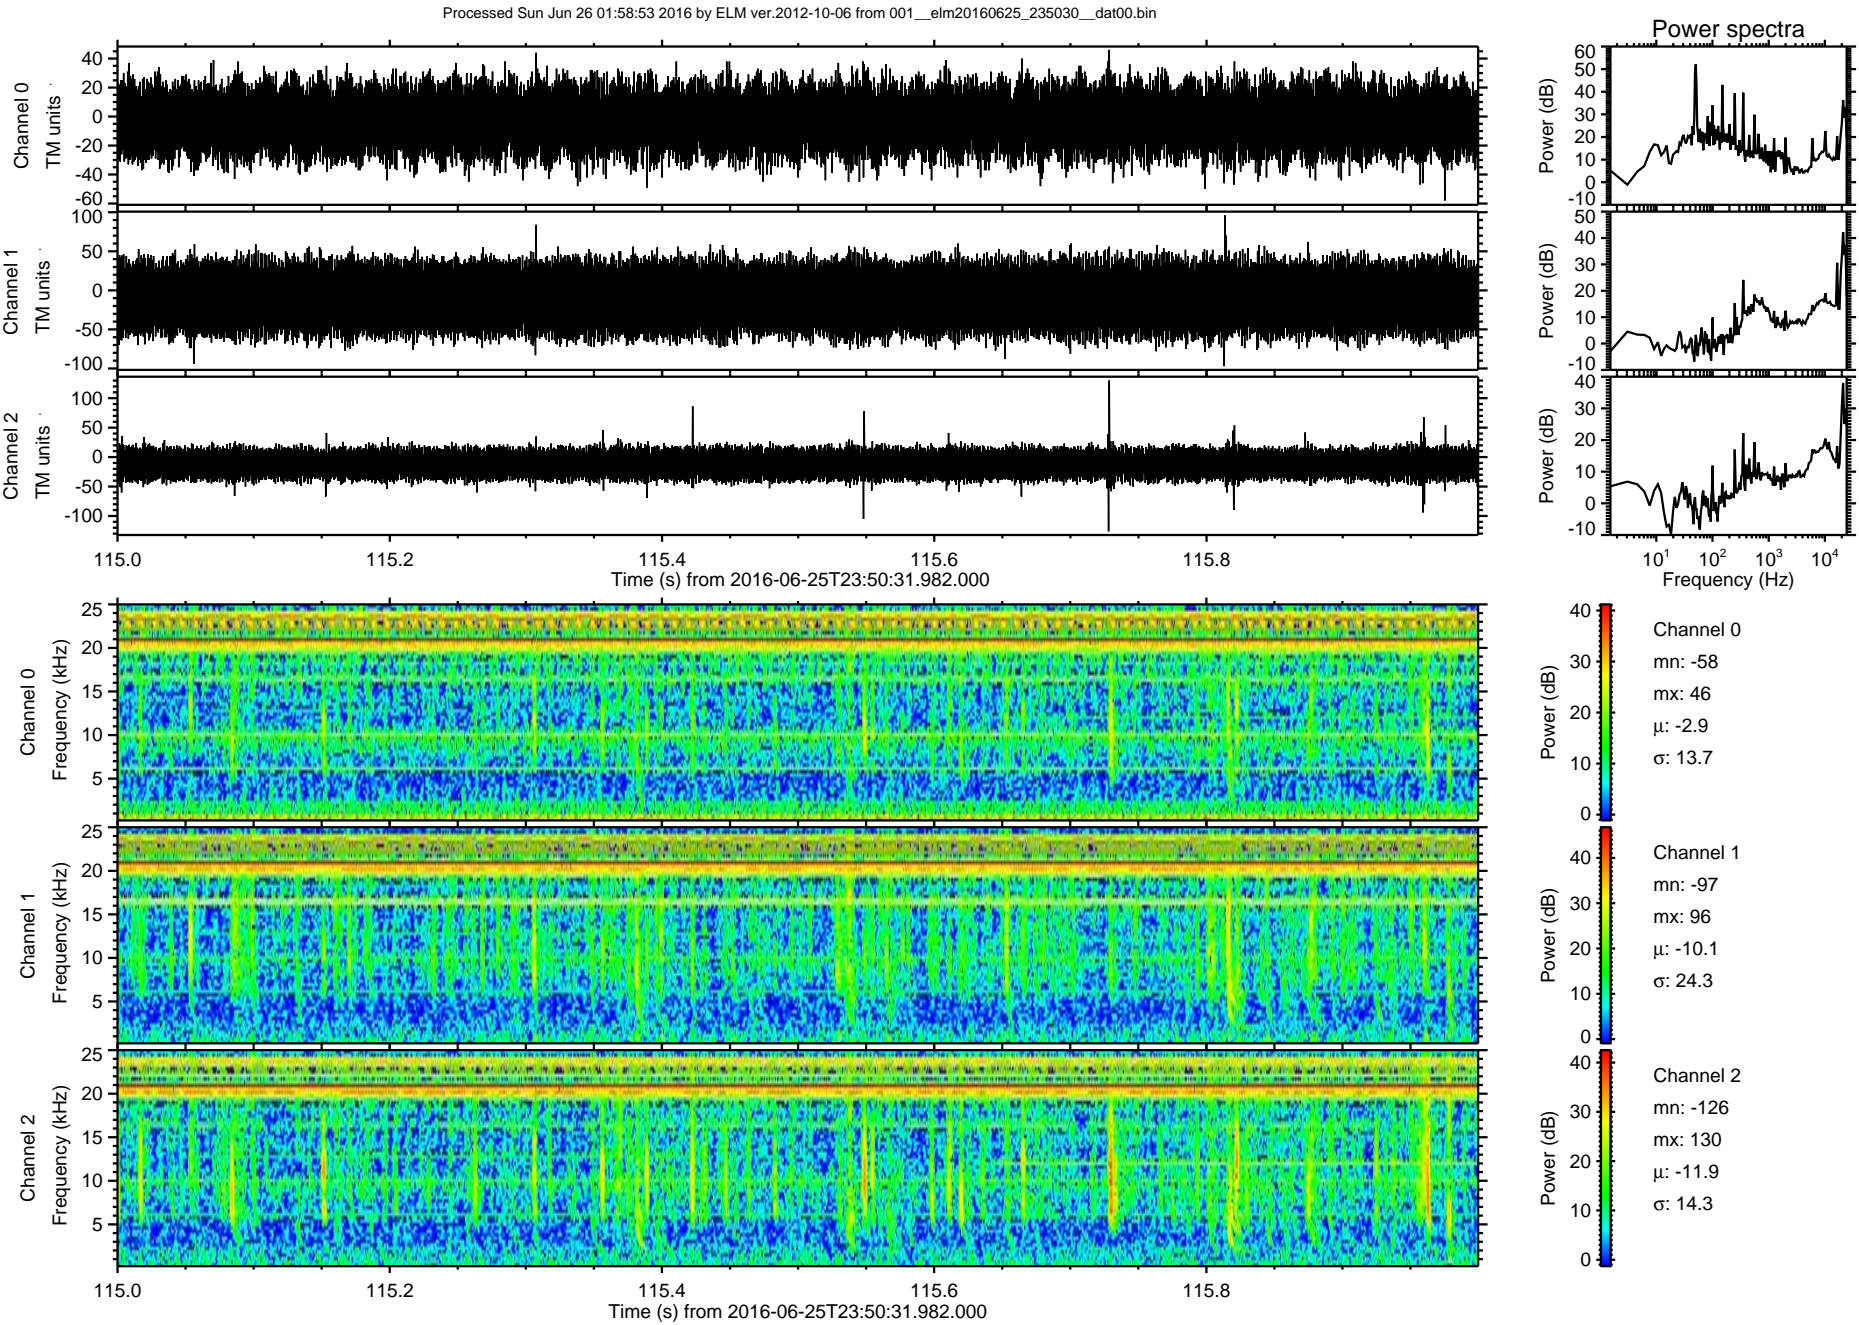 Processed Sun Jun 26 01:58:53 2016 by ELM ver.2012-10-06 from 001__elm20160625_235030__dat00.bin
Power spectra
Channel 0
TM units
40
20
0
-20
-40
-60
Power (dB)
60
50
40
30
20
10
0
-10
Channel 1
TM units
100
50
0
-50
-100
Power (dB)
50
40
30
20
10
0
-10
Channel 2
TM units
100
50
0
-50
-100
Power (dB)
40
30
20
10
0
-10
115.0 115.2 115.4 115.6 115.8
Time (s) from 2016-06-25T23:50:31.982.000
10^1 10^2 10^3 10^4
Frequency (Hz)
Channel 0
Frequency (kHz)
25
20
15
10
5
Power (dB)
40
30
20
10
0
Channel 0
mn: -58
mx: 46
μ: -2.9
σ: 13.7
Channel 1
Frequency (kHz)
25
20
15
10
5
Power (dB)
40
30
20
10
0
Channel 1
mn: -97
mx: 96
μ: -10.1
σ: 24.3
Channel 2
Frequency (kHz)
25
20
15
10
5
Power (dB)
40
30
20
10
0
Channel 2
mn: -126
mx: 130
μ: -11.9
σ: 14.3
115.0 115.2 115.4 115.6 115.8
Time (s) from 2016-06-25T23:50:31.982.000